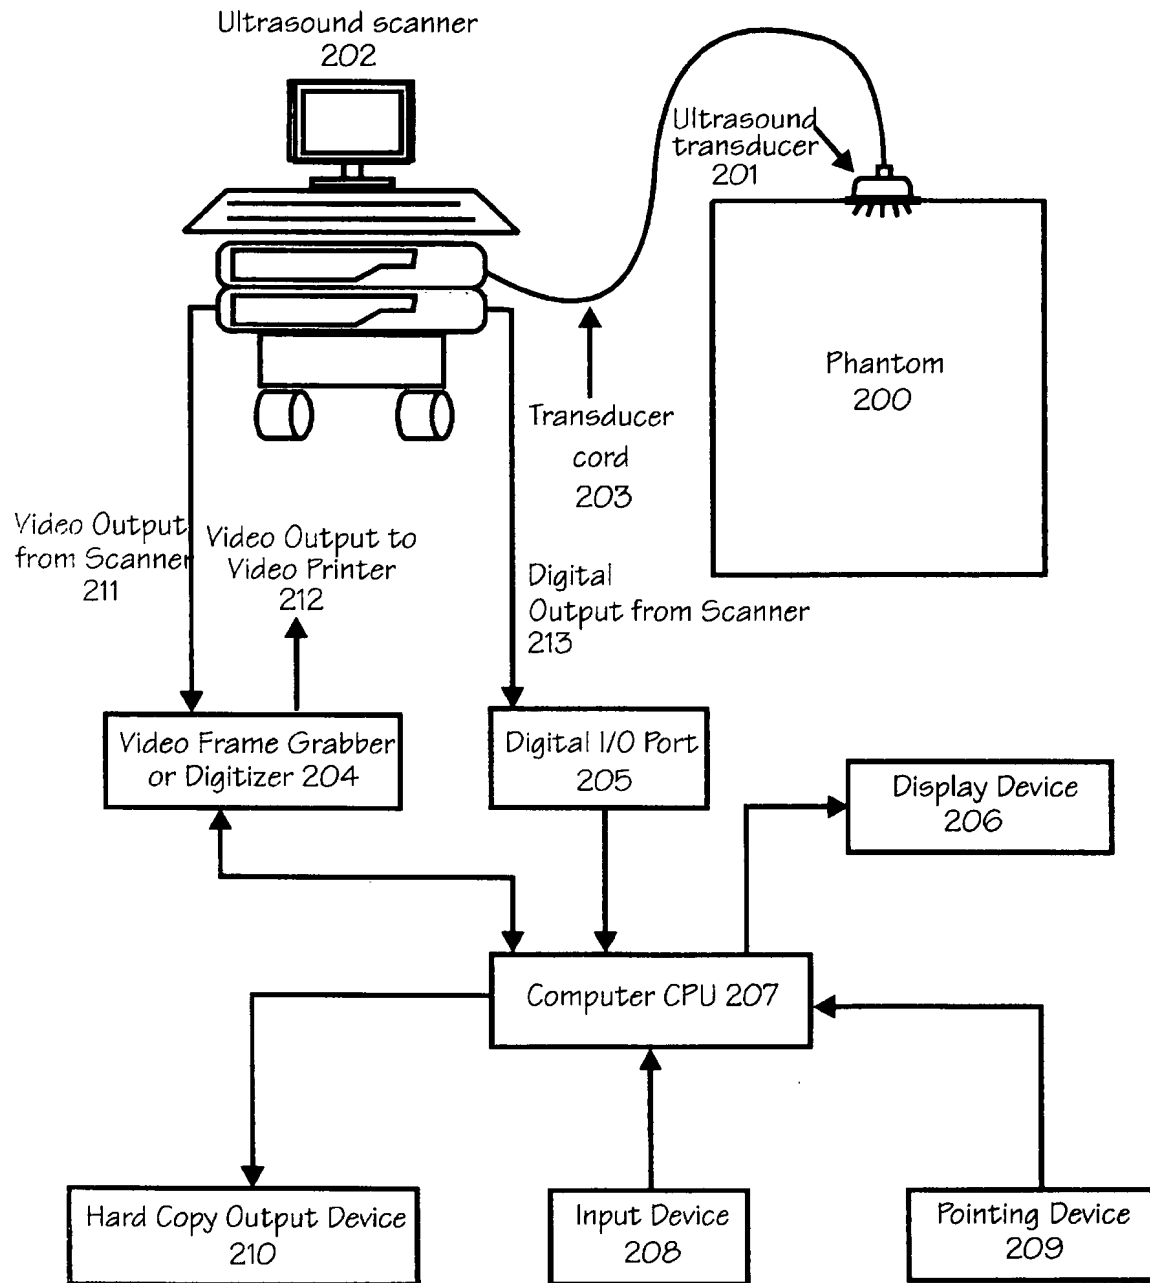 Ultrasound scanner
202
Ultrasound
transducer
201
Phantom
200
Transducer
cord
203
Video Output
from Scanner
211
Video Output to
Video Printer
212
Digital
Output from Scanner
213
Video Frame Grabber
or Digitizer 204
Digital I/O Port
205
Display Device
206
Computer CPU 207
Hard Copy Output Device
210
Input Device
208
Pointing Device
209